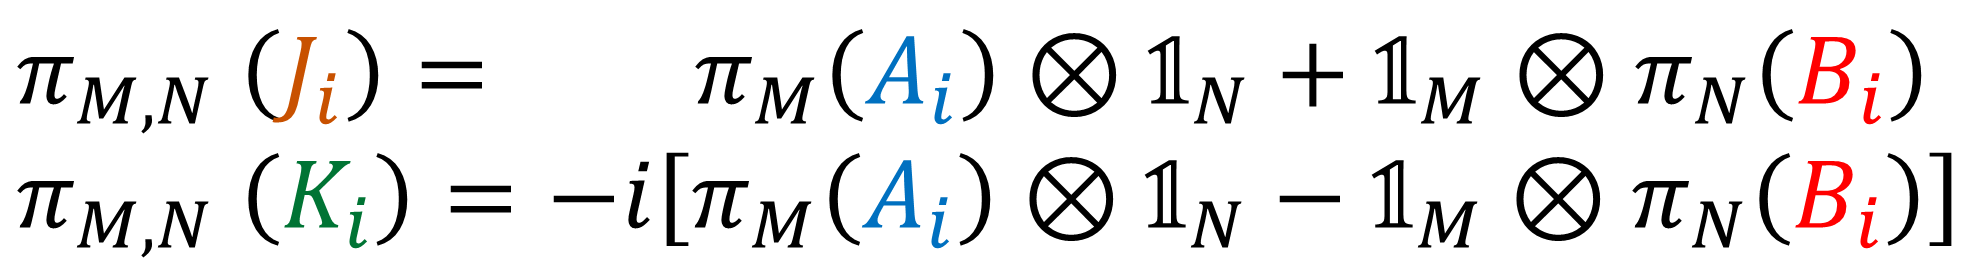 π_{M,N} (J_i) = π_M(A_i) ⊗ 𝟙_N + 𝟙_M ⊗ π_N(B_i)
π_{M,N} (K_i) = −i[π_M(A_i) ⊗ 𝟙_N − 𝟙_M ⊗ π_N(B_i)]